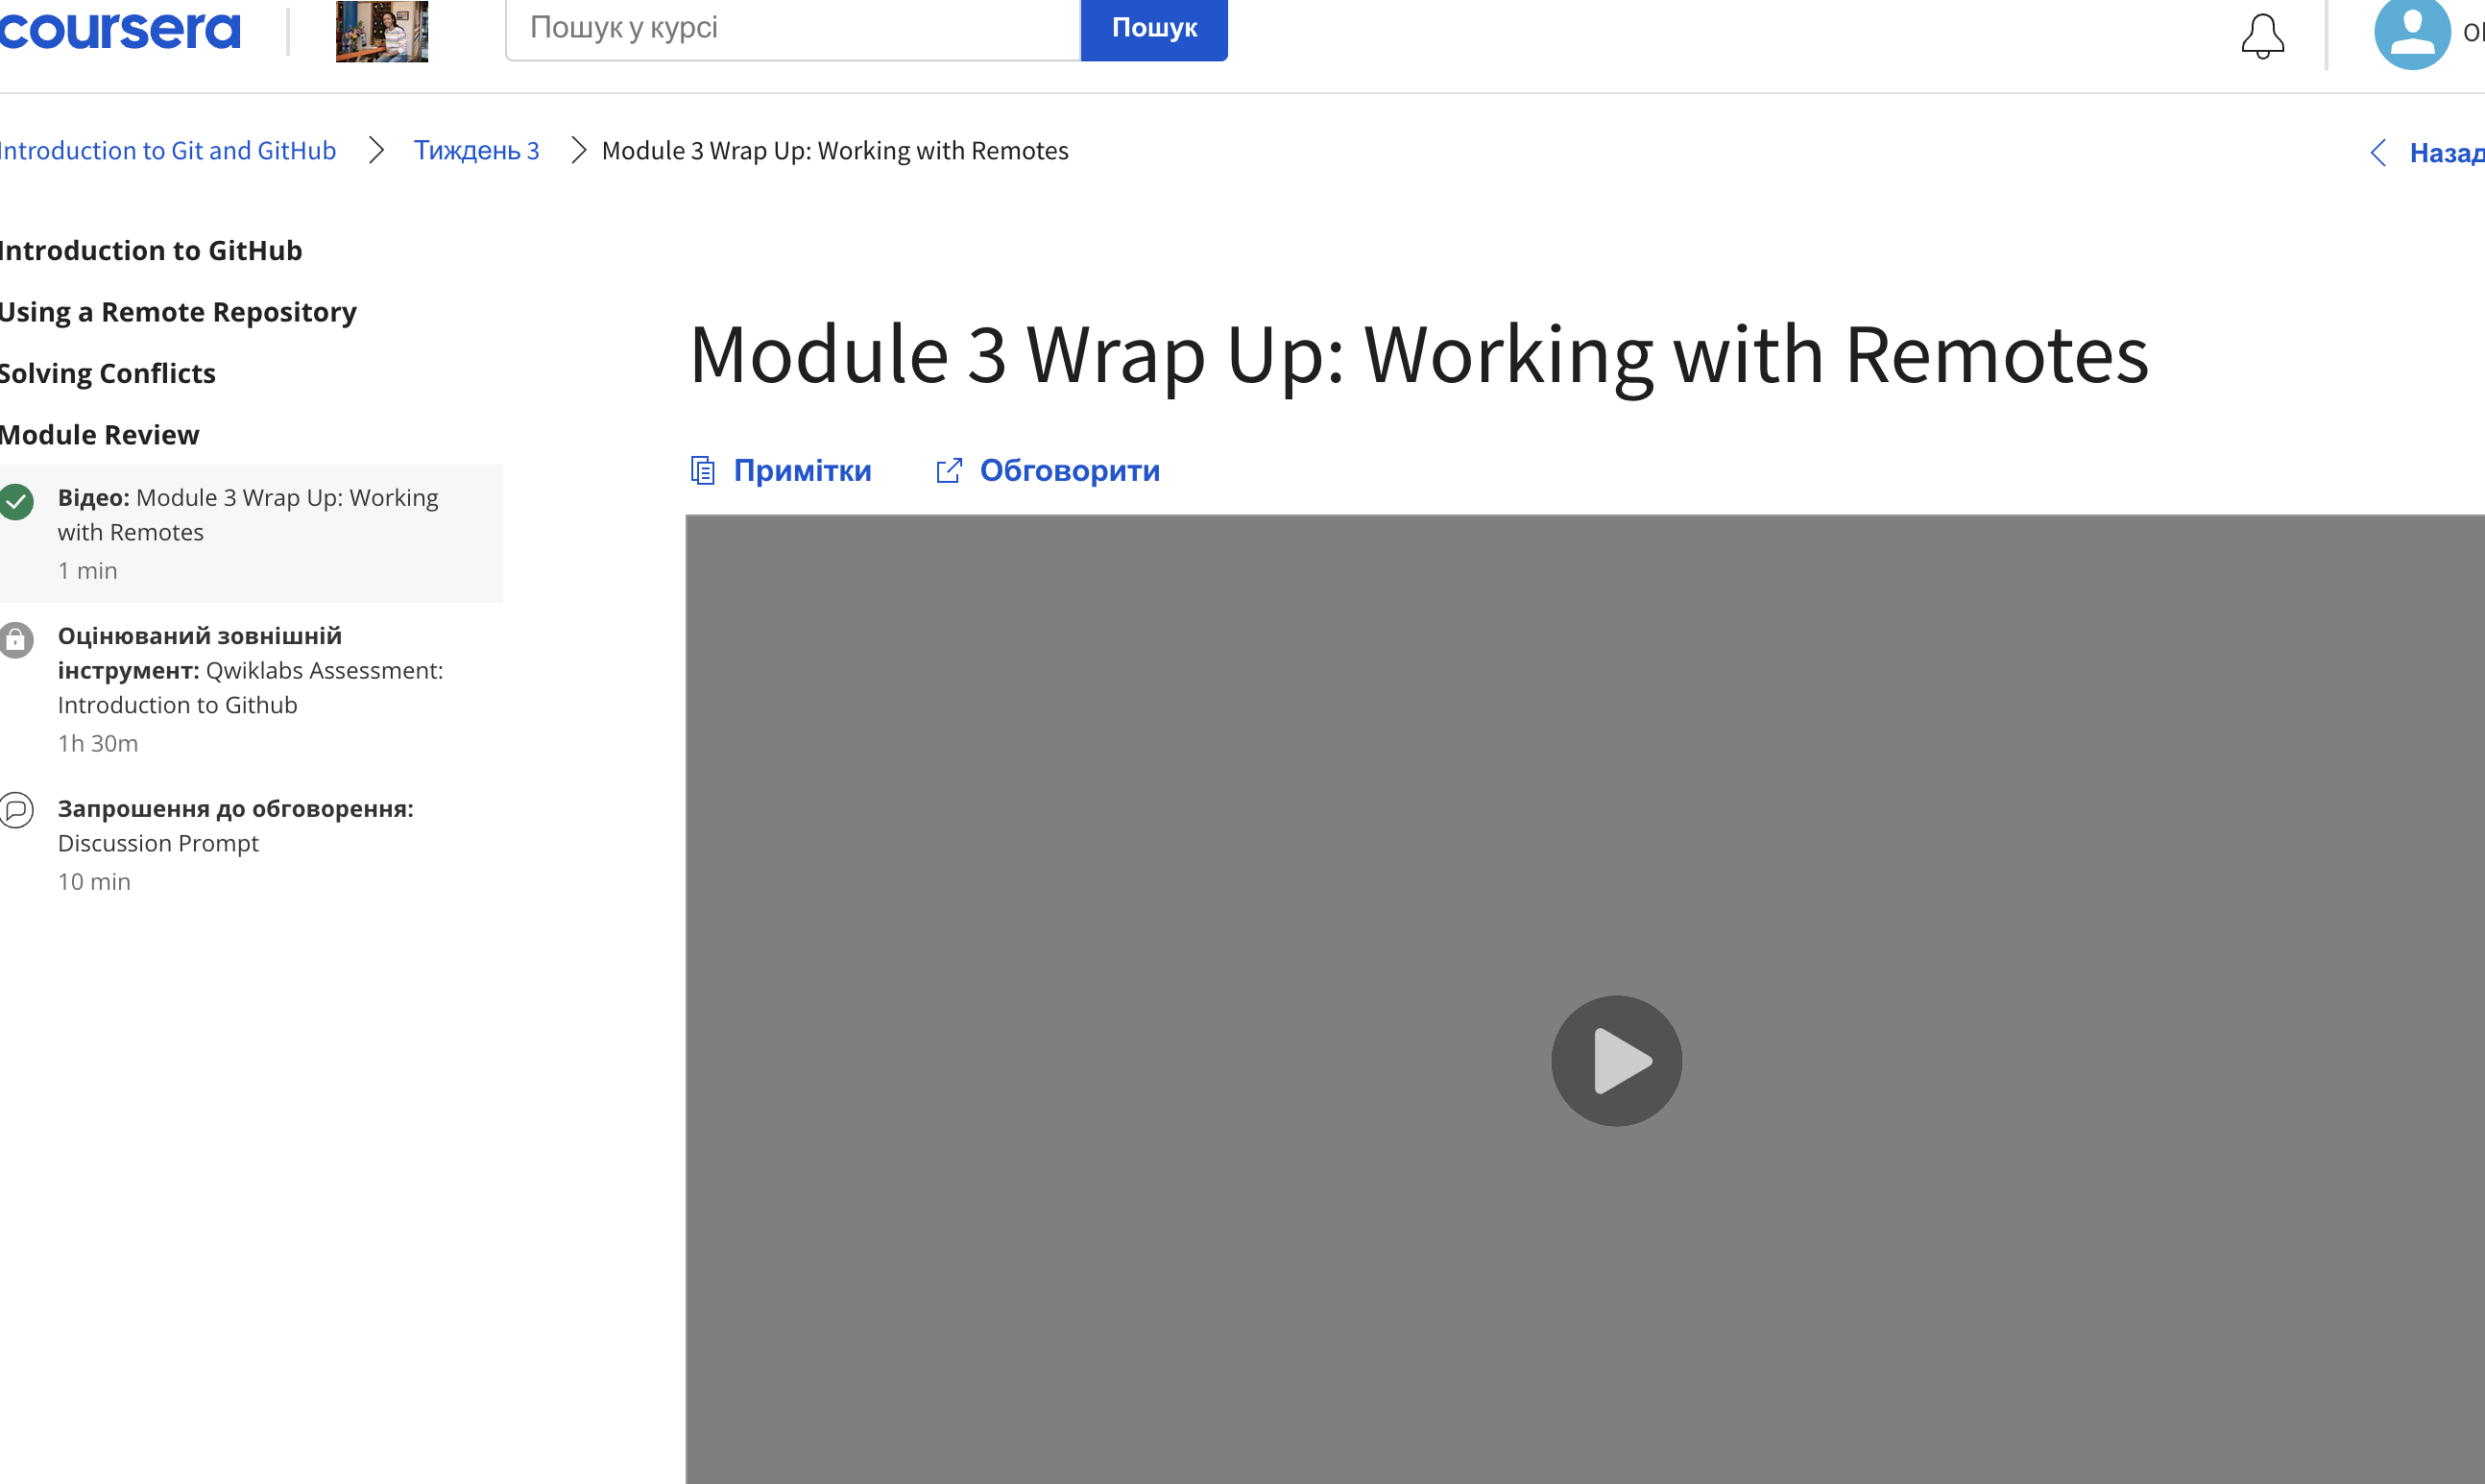 coursera
Пошук у курсі
Пошук
Introduction to Git and GitHub
Тиждень 3
Module 3 Wrap Up: Working with Remotes
Назад
Introduction to GitHub
Using a Remote Repository
Solving Conflicts
Module Review
Відео: Module 3 Wrap Up: Working
with Remotes
1 min
Оцінюваний зовнішній
інструмент: Qwiklabs Assessment:
Introduction to Github
1h 30m
Запрошення до обговорення:
Discussion Prompt
10 min
Module 3 Wrap Up: Working with Remotes
Примітки
Обговорити